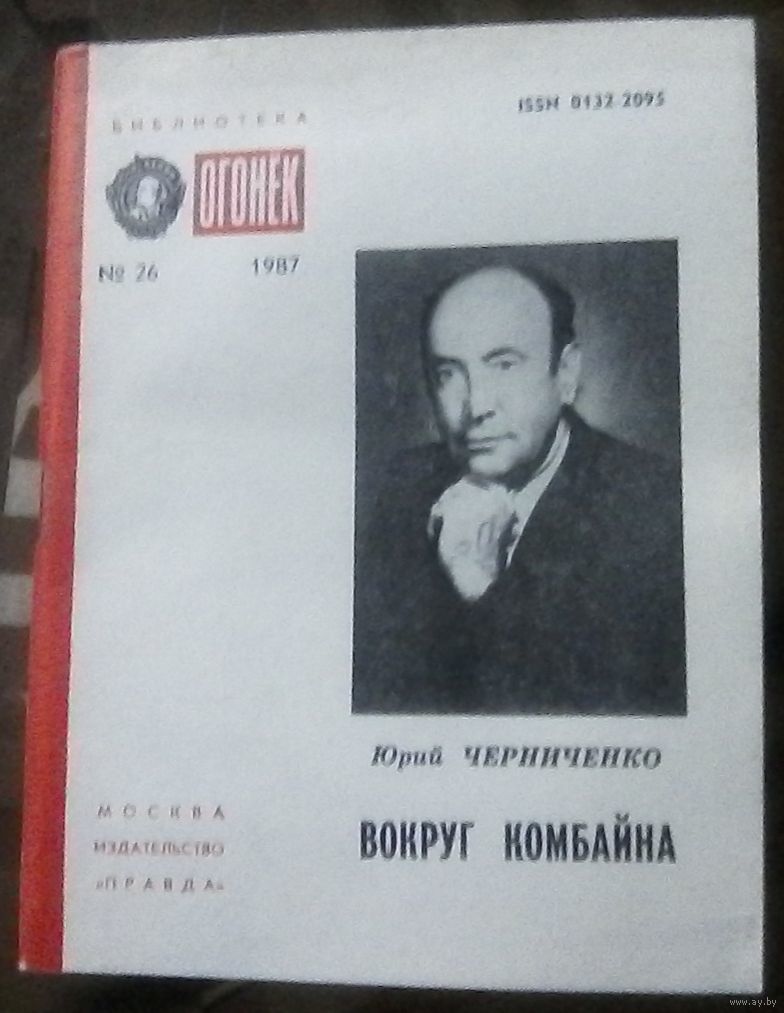 БИБЛИОТЕКА
ОГОНЕК
№ 26 1987
ISSN 0132-2095
Юрий ЧЕРНИЧЕНКО
ВОКРУГ КОМБАЙНА
МОСКВА
ИЗДАТЕЛЬСТВО
«ПРАВДА»
www.ay.by